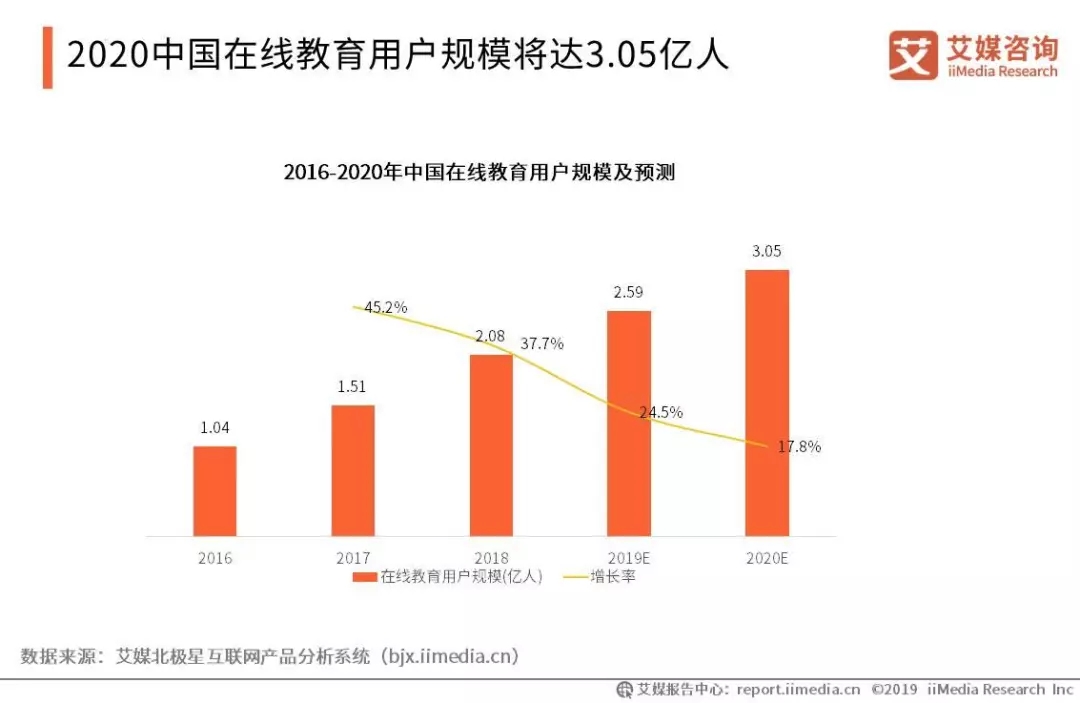 2020中国在线教育用户规模将达3.05亿人
艾媒咨询
iiMedia Research
2016-2020年中国在线教育用户规模及预测
3.05
2.59
45.2%
2.08
37.7%
1.51
24.5%
1.04
17.8%
2016 2017 2018 2019E 2020E
在线教育用户规模(亿人) 增长率
数据来源：艾媒北极星互联网产品分析系统（bjx.iimedia.cn）
艾媒报告中心：report.iimedia.cn ©2019 iiMedia Research Inc